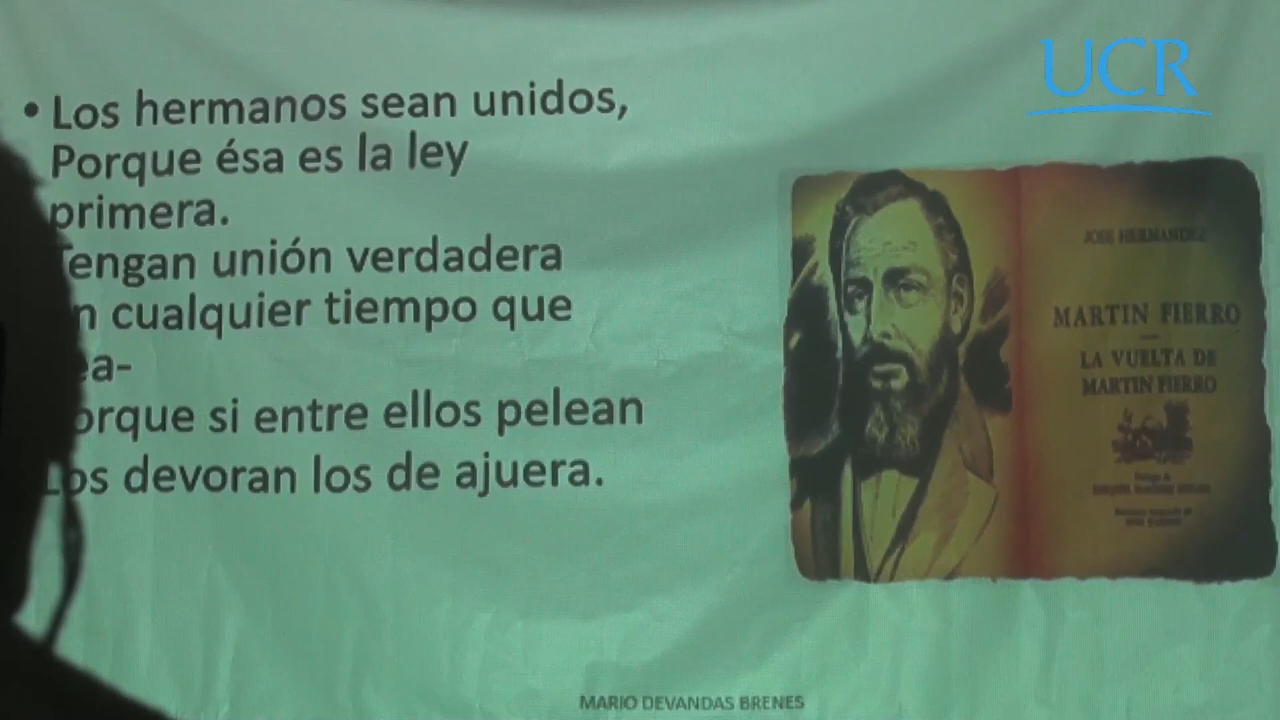 UCR
• Los hermanos sean unidos,
Porque ésa es la ley
primera.
Tengan unión verdadera
n cualquier tiempo que
ea-
orque si entre ellos pelean
Los devoran los de ajuera.
JOSE HERNANDEZ
MARTIN FIERRO
LA VUELTA DE
MARTIN FIERRO
MARIO DEVANDAS BRENES